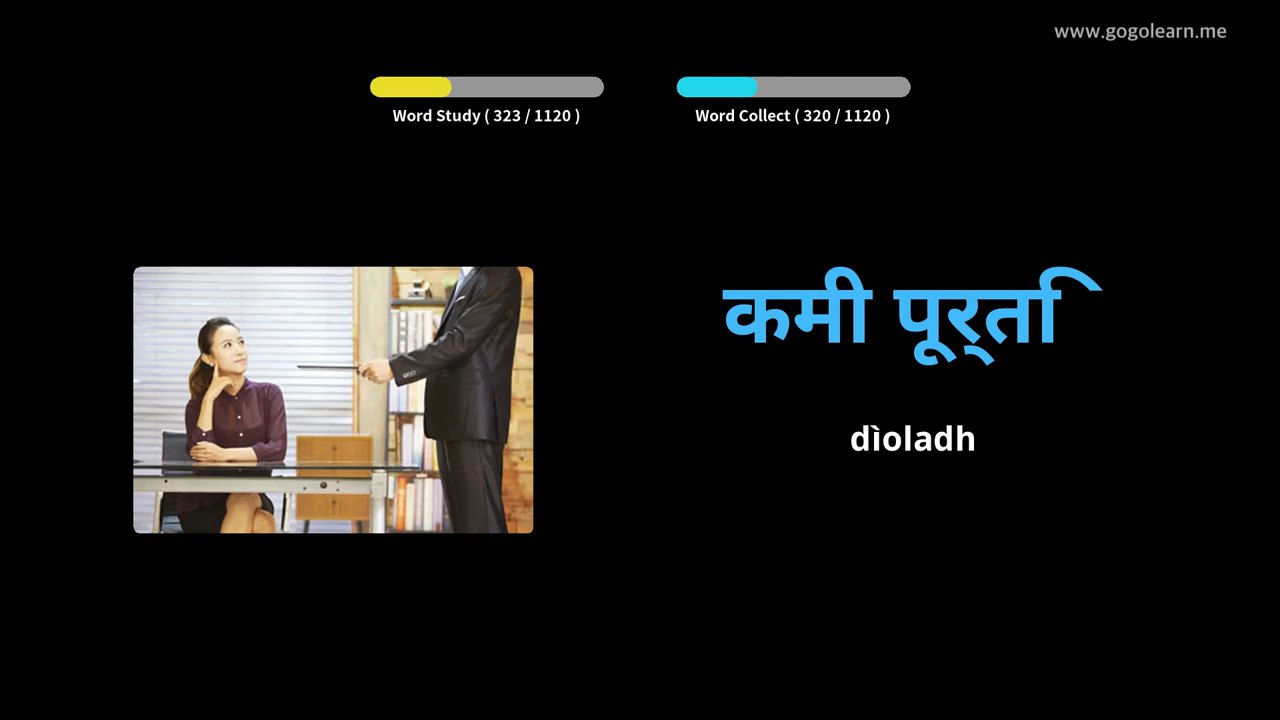 www.gogolearn.me
Word Study ( 323 / 1120 )
Word Collect ( 320 / 1120 )
कमी पूर्ति
dìoladh